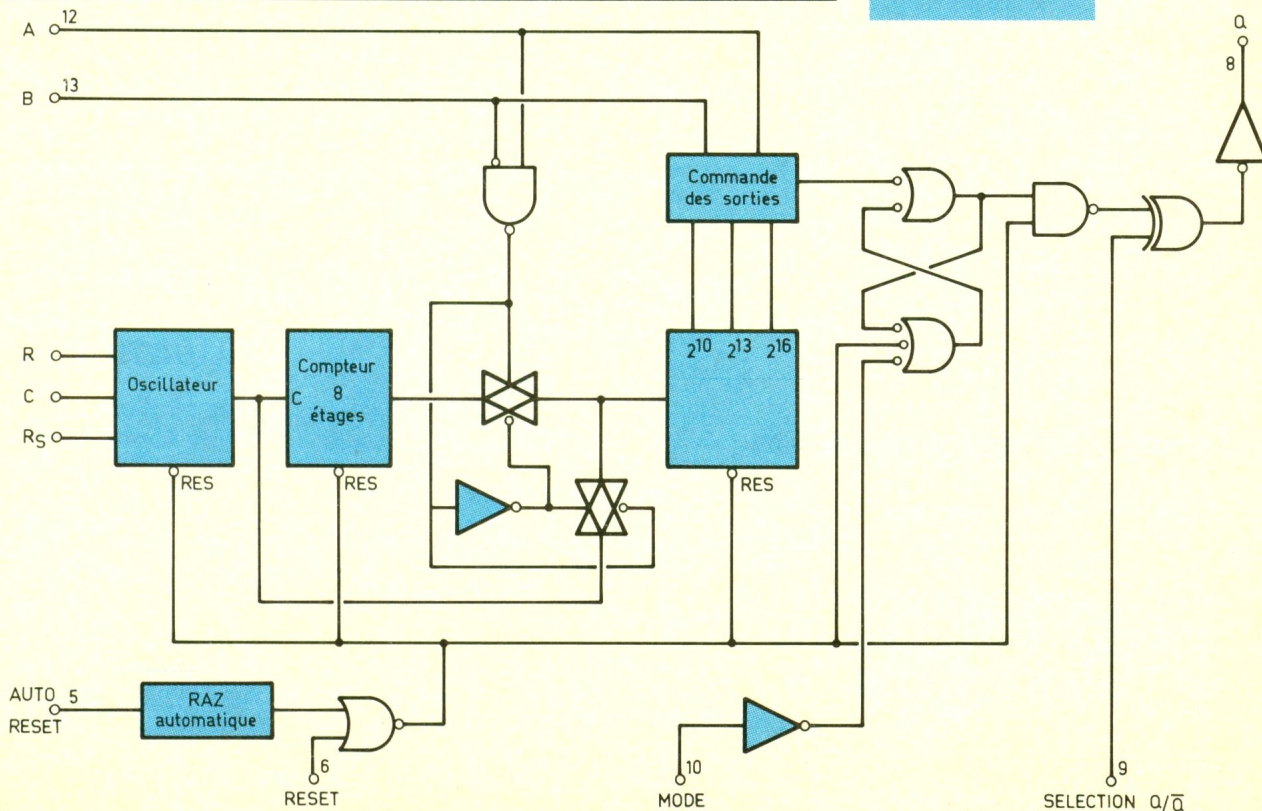 A 12
B 13
Q
8
Commande
des sorties
2^10 2^13 2^16
R
C
R_S
Oscillateur
C
Compteur
8
étages
RES
RES
RES
AUTO
RESET
5
RAZ
automatique
6
RESET
10
MODE
9
SELECTION Q/Q̅